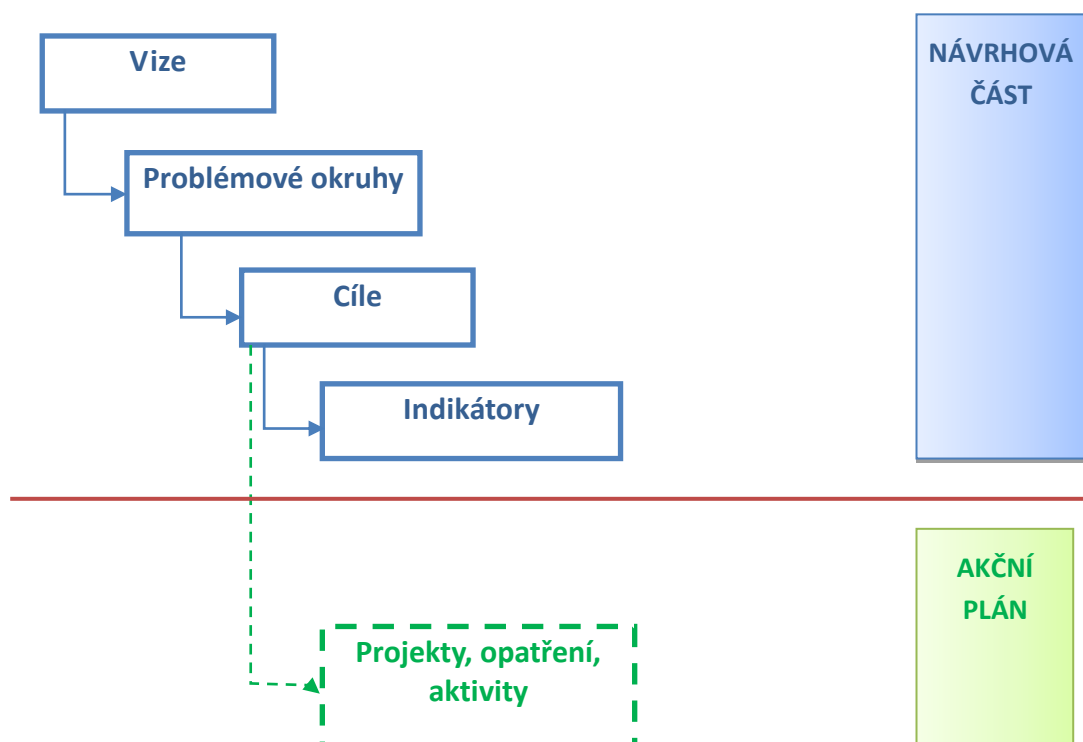 Vize
NÁVRHOVÁ
ČÁST
Problémové okruhy
Cíle
Indikátory
AKČNÍ
PLÁN
Projekty, opatření,
aktivity